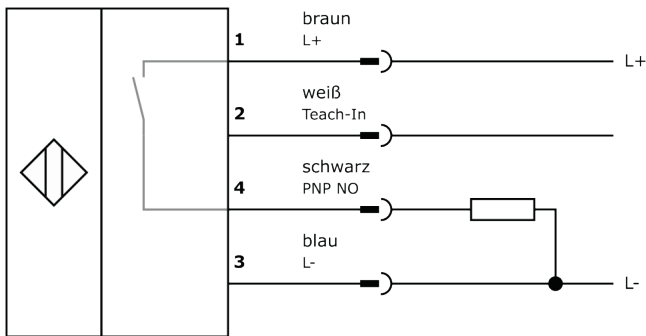 braun
1 L+
L+
weiß
2 Teach-In
schwarz
4 PNP NO
blau
3 L-
L-